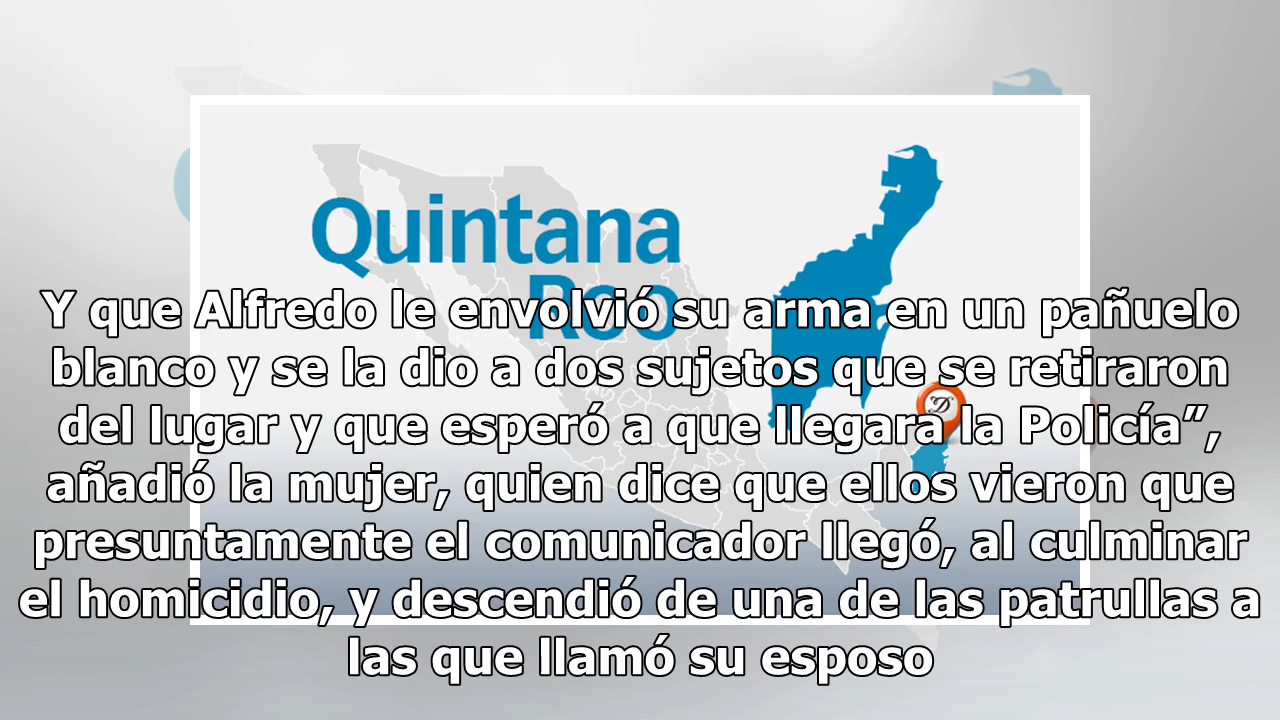 Quintana
Roo
Y que Alfredo le envolvió su arma en un pañuelo
blanco y se la dio a dos sujetos que se retiraron
del lugar y que esperó a que llegara la Policía”,
añadió la mujer, quien dice que ellos vieron que
presuntamente el comunicador llegó, al culminar
el homicidio, y descendió de una de las patrullas a
las que llamó su esposo
D